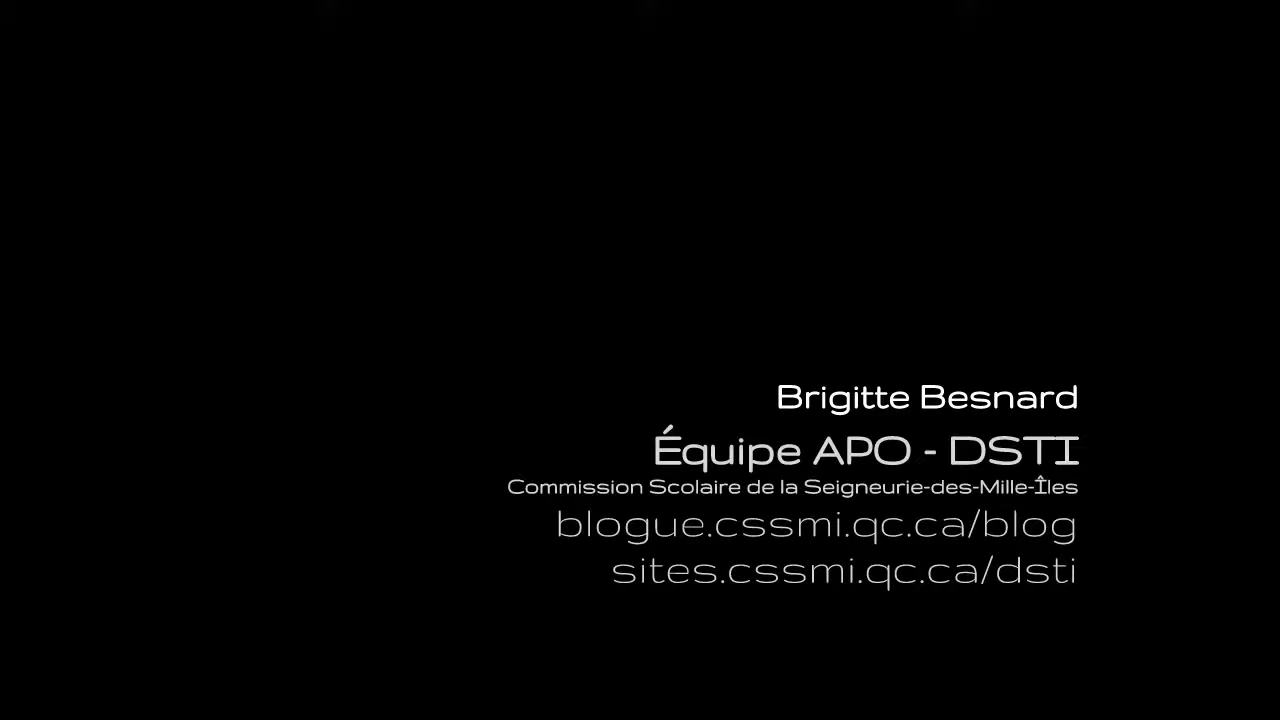 Brigitte Besnard
Équipe APO - DSTI
Commission Scolaire de la Seigneurie-des-Mille-Îles
blogue.cssmi.qc.ca/blog
sites.cssmi.qc.ca/dsti